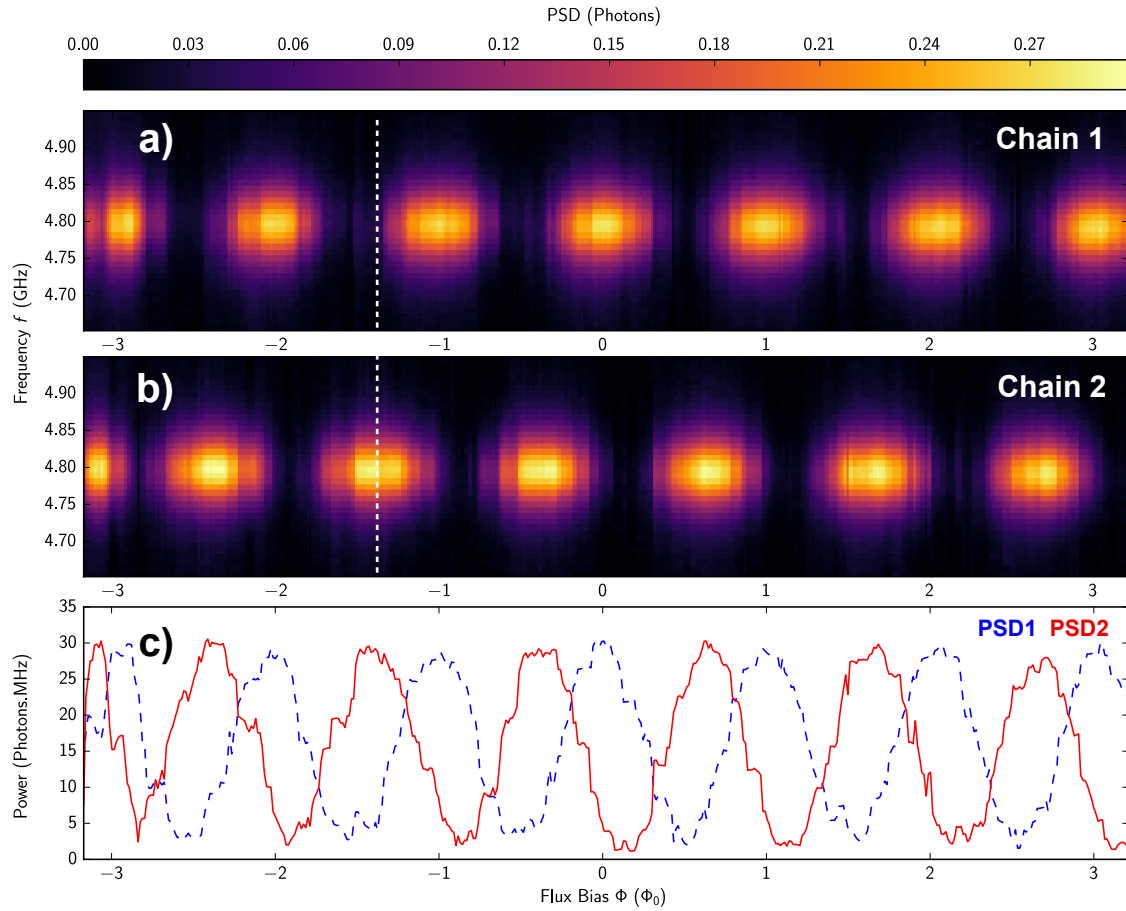 PSD (Photons)
0.00 0.03 0.06 0.09 0.12 0.15 0.18 0.21 0.24 0.27
a) Chain 1
4.90
4.85
4.80
4.75
4.70
−3 −2 −1 0 1 2 3
Frequency f (GHz)
b) Chain 2
4.90
4.85
4.80
4.75
4.70
−3 −2 −1 0 1 2 3
c) PSD1 PSD2
35
30
25
20
15
10
5
0
Power (Photons.MHz)
−3 −2 −1 0 1 2 3
Flux Bias Φ (Φ₀)